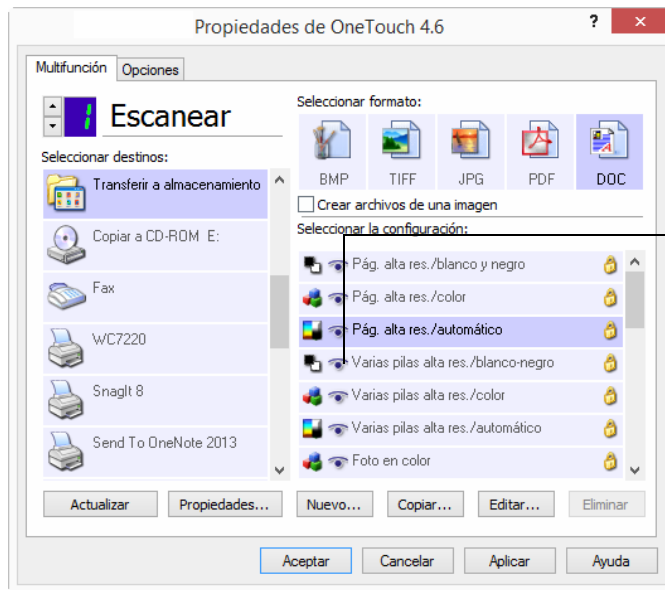 Propiedades de OneTouch 4.6
?
Multifunción
Opciones
1
Escanear
Seleccionar destinos:
Transferir a almacenamiento
Copiar a CD-ROM E:
Fax
WC7220
SnagIt 8
Send To OneNote 2013
Seleccionar formato:
BMP TIFF JPG PDF DOC
Crear archivos de una imagen
Seleccionar la configuración:
Pág. alta res./blanco y negro
Pág. alta res./color
Pág. alta res./automático
Varias pilas alta res./blanco-negro
Varias pilas alta res./color
Varias pilas alta res./automático
Foto en color
Actualizar Propiedades... Nuevo... Copiar... Editar... Eliminar
Aceptar Cancelar Aplicar Ayuda